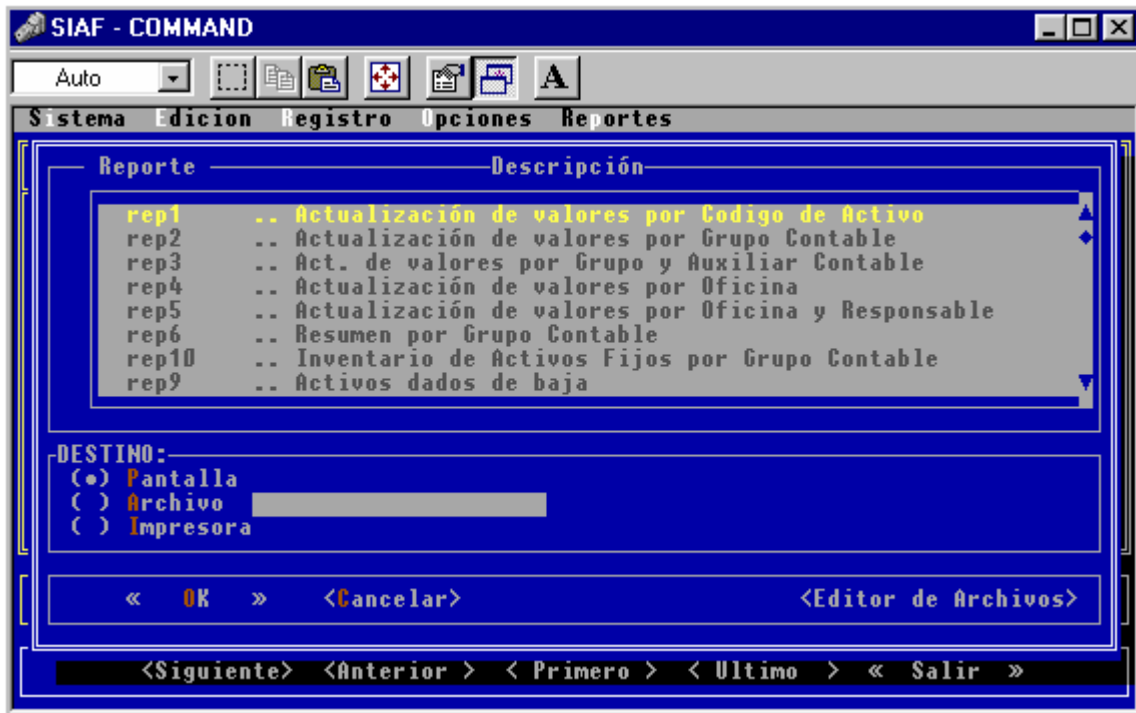 SIAF - COMMAND
Auto
A
Sistema Edicion Registro Opciones Reportes
Reporte Descripción
rep1 .. Actualización de valores por Codigo de Activo
rep2 .. Actualización de valores por Grupo Contable
rep3 .. Act. de valores por Grupo y Auxiliar Contable
rep4 .. Actualización de valores por Oficina
rep5 .. Actualización de valores por Oficina y Responsable
rep6 .. Resumen por Grupo Contable
rep10 .. Inventario de Activos Fijos por Grupo Contable
rep9 .. Activos dados de baja
DESTINO:
(•) Pantalla
( ) Archivo
( ) Impresora
« OK » <Cancelar> <Editor de Archivos>
<Siguiente> <Anterior > < Primero > < Ultimo > « Salir »